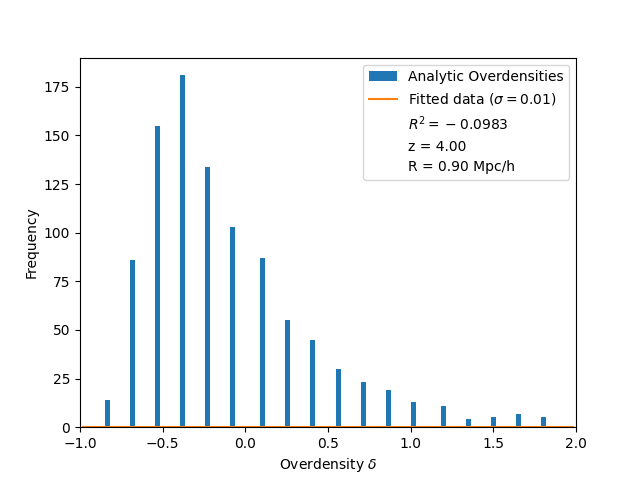 Analytic Overdensities
Fitted data (σ = 0.01)
R² = −0.0983
z = 4.00
R = 0.90 Mpc/h
175
150
125
100
75
50
25
0
Frequency
−1.0 −0.5 0.0 0.5 1.0 1.5 2.0
Overdensity δ